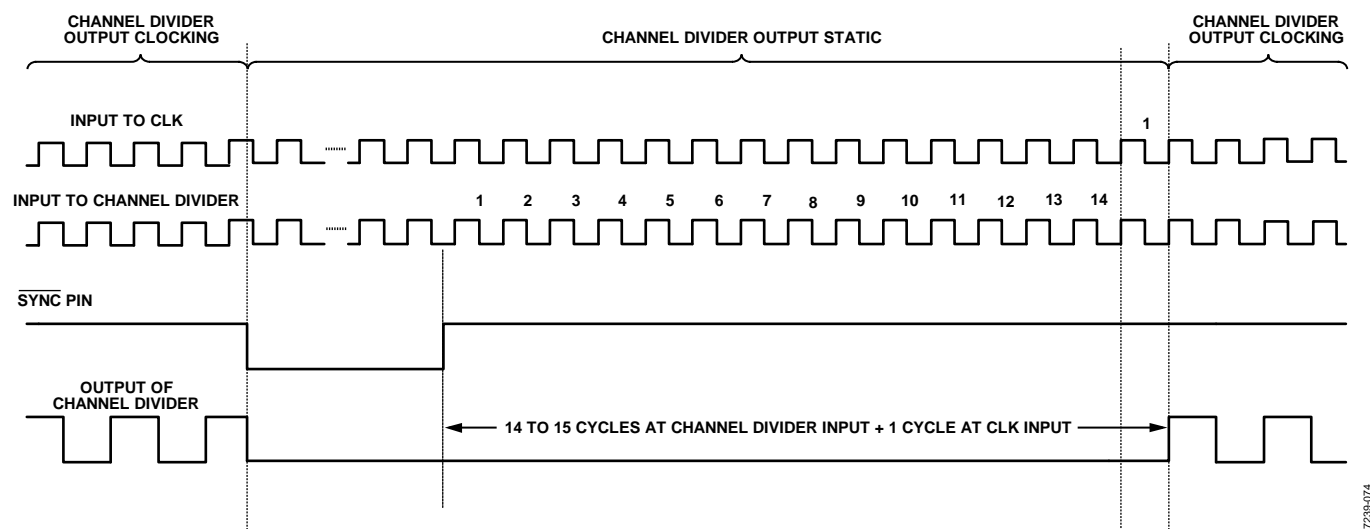 CHANNEL DIVIDER
OUTPUT CLOCKING
CHANNEL DIVIDER OUTPUT STATIC
CHANNEL DIVIDER
OUTPUT CLOCKING
INPUT TO CLK
1
INPUT TO CHANNEL DIVIDER
1 2 3 4 5 6 7 8 9 10 11 12 13 14
SYNC PIN
OUTPUT OF
CHANNEL DIVIDER
14 TO 15 CYCLES AT CHANNEL DIVIDER INPUT + 1 CYCLE AT CLK INPUT
7239-074